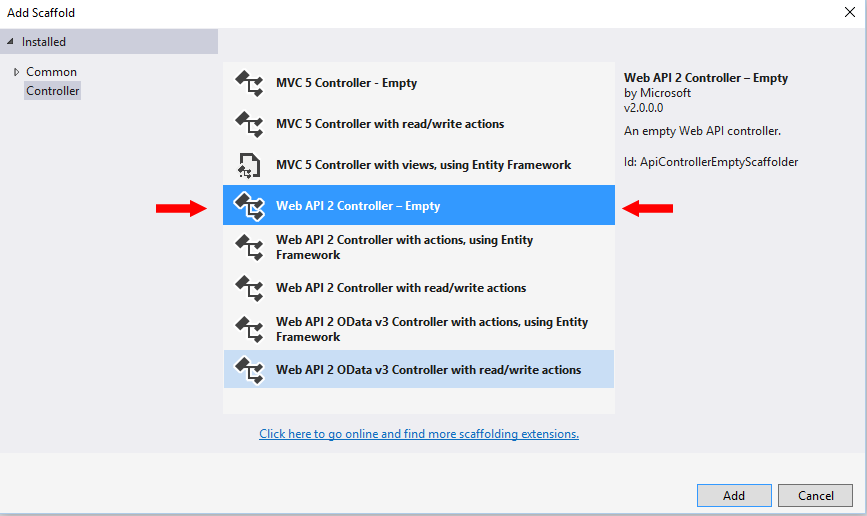 Add Scaffold
Installed
Common
Controller
MVC 5 Controller - Empty
MVC 5 Controller with read/write actions
MVC 5 Controller with views, using Entity Framework
Web API 2 Controller – Empty
Web API 2 Controller with actions, using Entity
Framework
Web API 2 Controller with read/write actions
Web API 2 OData v3 Controller with actions, using Entity
Framework
Web API 2 OData v3 Controller with read/write actions
Click here to go online and find more scaffolding extensions.
Web API 2 Controller – Empty
by Microsoft
v2.0.0.0
An empty Web API controller.
Id: ApiControllerEmptyScaffolder
Add
Cancel